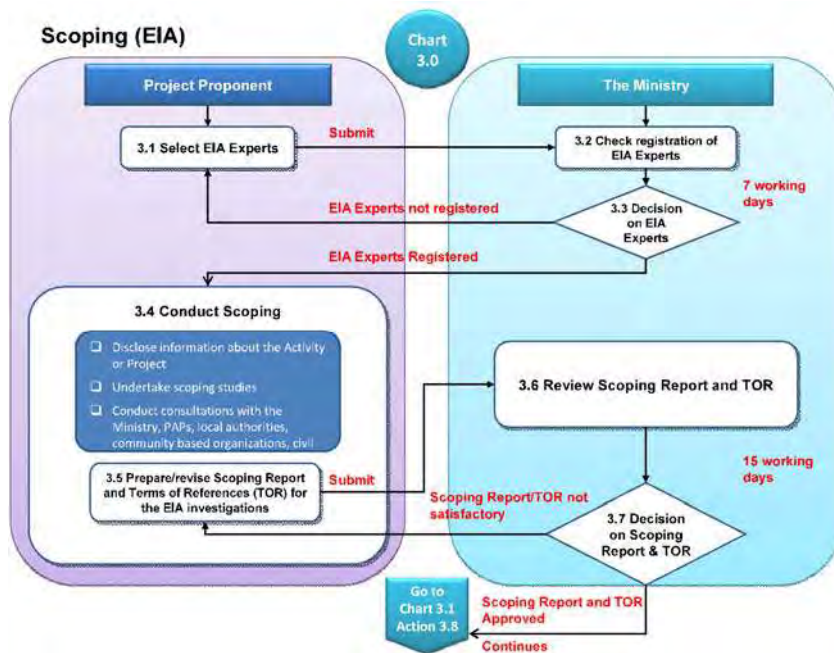 Scoping (EIA)
Chart
3.0
Project Proponent
The Ministry
3.1 Select EIA Experts
Submit
3.2 Check registration of
EIA Experts
7 working
days
EIA Experts not registered
3.3 Decision
on EIA
Experts
EIA Experts Registered
3.4 Conduct Scoping
❑ Disclose information about the Activity
or Project
❑ Undertake scoping studies
❑ Conduct consultations with the
Ministry, PAPs, local authorities,
community based organizations, civil
3.6 Review Scoping Report and TOR
3.5 Prepare/revise Scoping Report
and Terms of References (TOR) for
the EIA investigations
Submit
15 working
days
Scoping Report/TOR not
satisfactory
3.7 Decision
on Scoping
Report & TOR
Go to
Chart 3.1
Action 3.8
Scoping Report and TOR
Approved
Continues